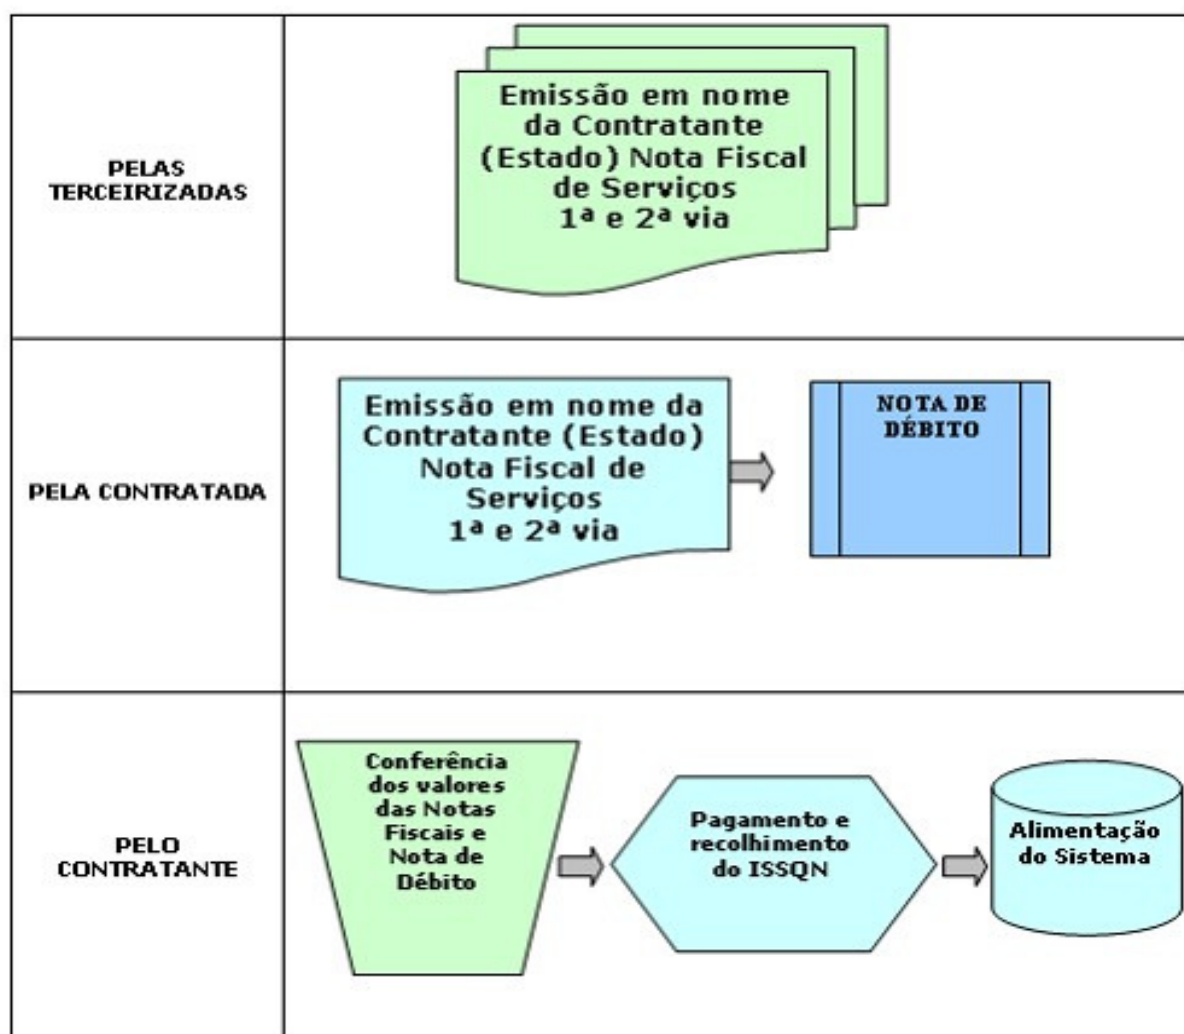 PELAS
TERCEIRIZADAS
Emissão em nome
da Contratante
(Estado) Nota Fiscal
de Serviços
1ª e 2ª via
PELA CONTRATADA
Emissão em nome da
Contratante (Estado)
Nota Fiscal de
Serviços
1ª e 2ª via
NOTA DE
DÉBITO
PELO
CONTRATANTE
Conferência
dos valores
das Notas
Fiscais e
Nota de
Débito
Pagamento e
recolhimento
do ISSQN
Alimentação
do Sistema